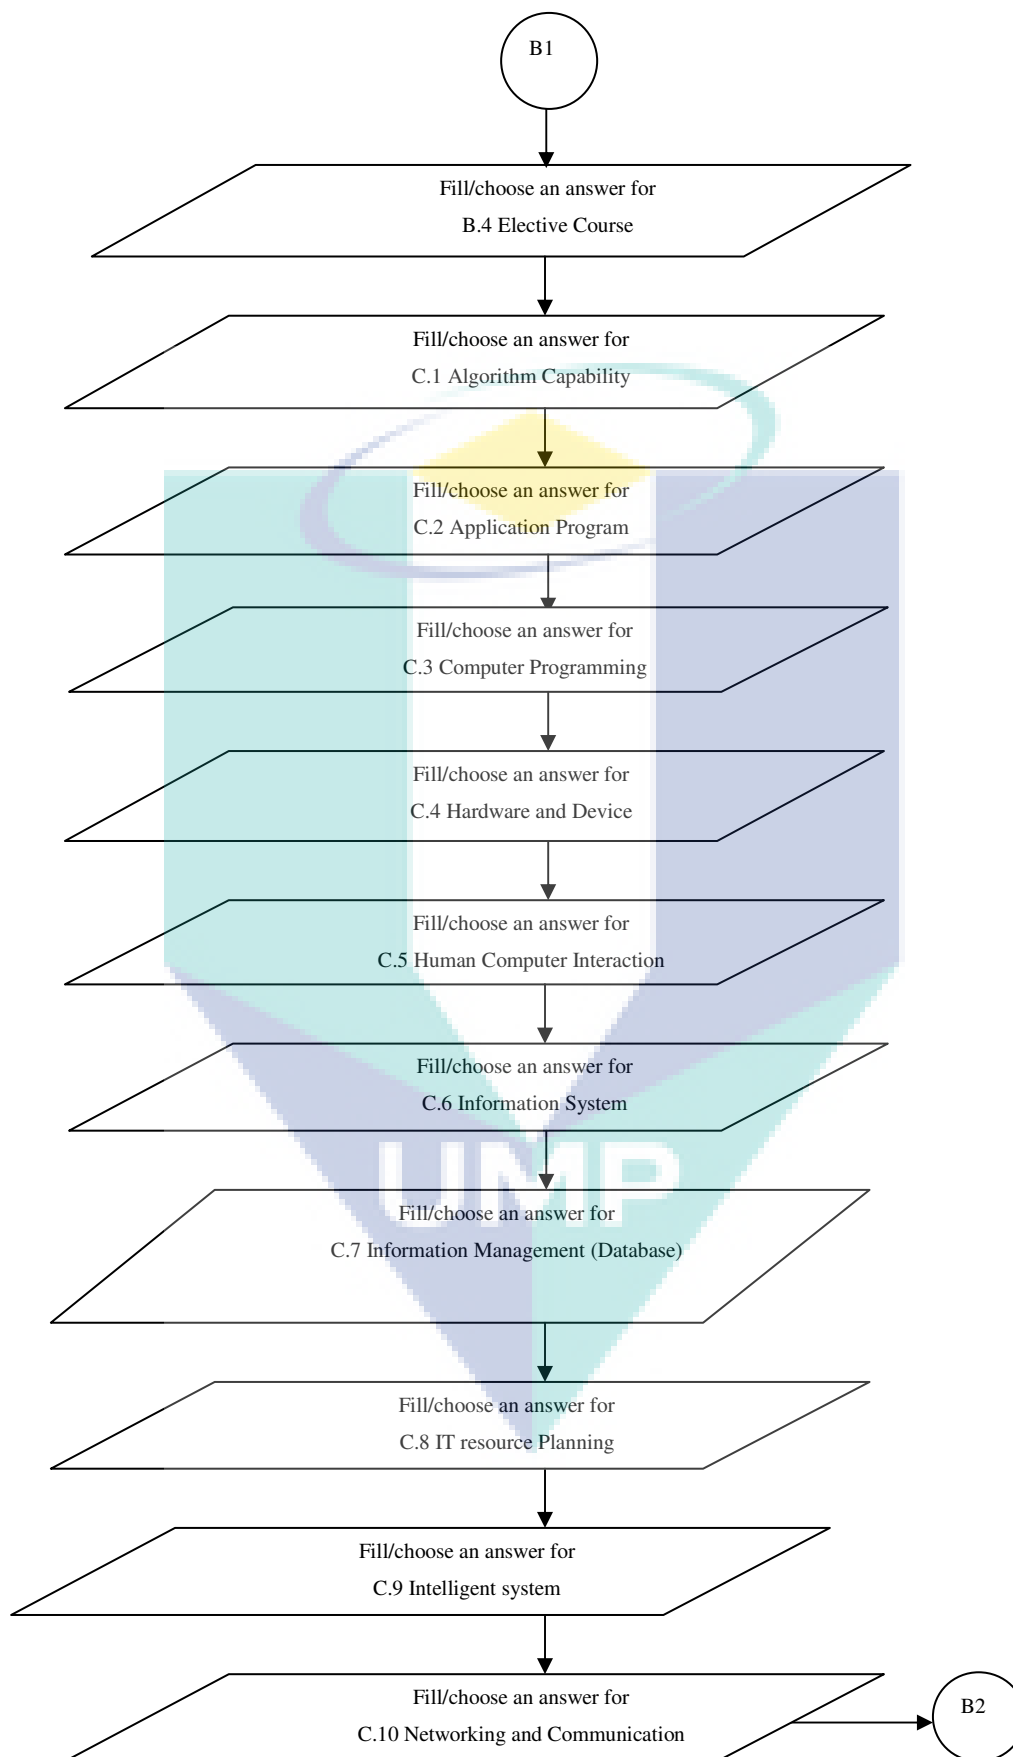 B1
Fill/choose an answer for
B.4 Elective Course
Fill/choose an answer for
C.1 Algorithm Capability
Fill/choose an answer for
C.2 Application Program
Fill/choose an answer for
C.3 Computer Programming
Fill/choose an answer for
C.4 Hardware and Device
Fill/choose an answer for
C.5 Human Computer Interaction
Fill/choose an answer for
C.6 Information System
UMP
Fill/choose an answer for
C.7 Information Management (Database)
Fill/choose an answer for
C.8 IT resource Planning
Fill/choose an answer for
C.9 Intelligent system
Fill/choose an answer for
C.10 Networking and Communication
B2